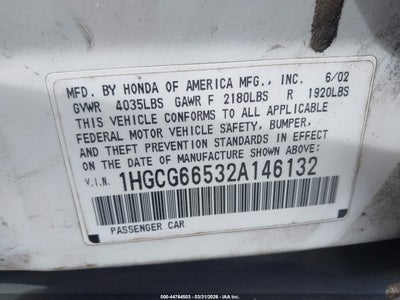 MFD. BY HONDA OF AMERICA MFG., INC. 6/02
GVWR 4035LBS GAWR F 2180LBS R 1920LBS
THIS VEHICLE CONFORMS TO ALL APPLICABLE
FEDERAL MOTOR VEHICLE SAFETY, BUMPER,
AND THEFT PREVENTION STANDARDS IN EFFECT
ON THE DATE OF MANUFACTURE SHOWN ABOVE.
V.I.N. 1HGCG66532A146132
PASSENGER CAR
000-44764503 - 03/31/2026 - IAA Inc.